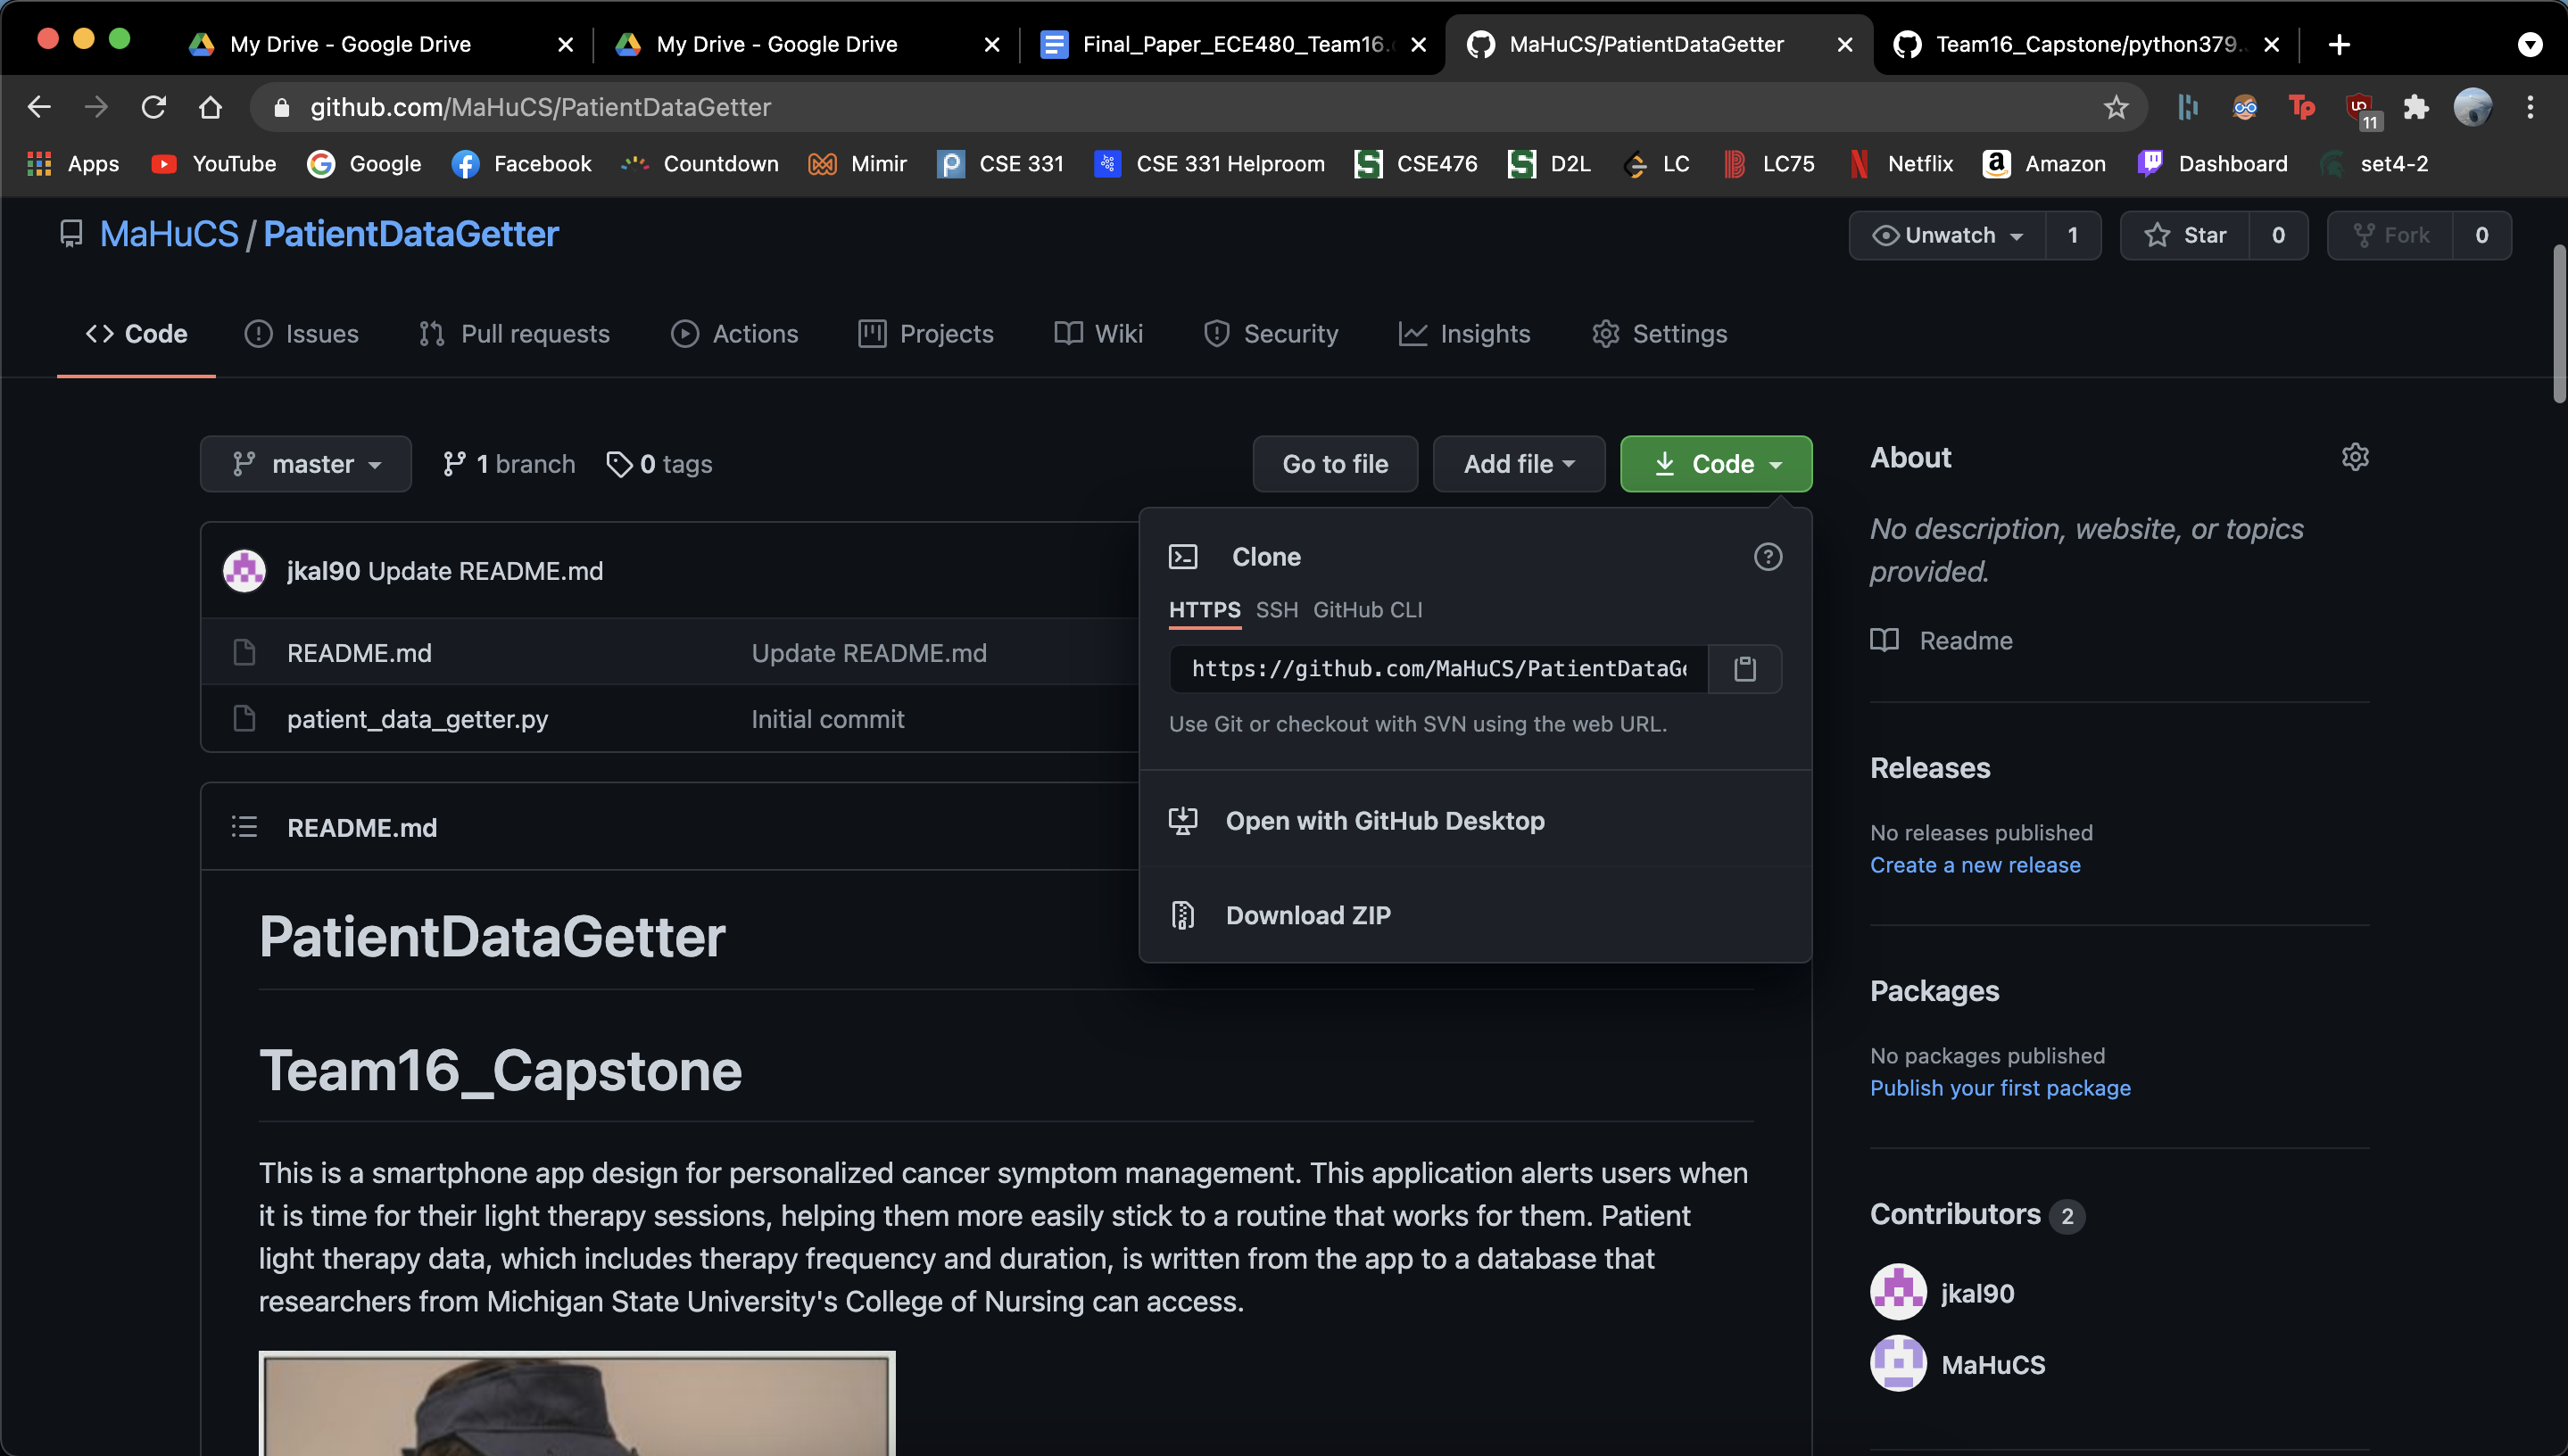 My Drive - Google Drive
My Drive - Google Drive
Final_Paper_ECE480_Team16.
MaHuCS/PatientDataGetter
Team16_Capstone/python379
github.com/MaHuCS/PatientDataGetter
Tp
11
Apps YouTube Google Facebook Countdown Mimir CSE 331 CSE 331 Helproom CSE476 D2L LC LC75 Netflix Amazon Dashboard set4-2
MaHuCS / PatientDataGetter
Unwatch 1 Star 0 Fork 0
Code Issues Pull requests Actions Projects Wiki Security Insights Settings
master 1 branch 0 tags
Go to file Add file Code
jkal90 Update README.md
README.md Update README.md
patient_data_getter.py Initial commit
Clone
HTTPS SSH GitHub CLI
https://github.com/MaHuCS/PatientDataGe
Use Git or checkout with SVN using the web URL.
Open with GitHub Desktop
Download ZIP
README.md
PatientDataGetter
Team16_Capstone
This is a smartphone app design for personalized cancer symptom management. This application alerts users when
it is time for their light therapy sessions, helping them more easily stick to a routine that works for them. Patient
light therapy data, which includes therapy frequency and duration, is written from the app to a database that
researchers from Michigan State University's College of Nursing can access.
About
No description, website, or topics
provided.
Readme
Releases
No releases published
Create a new release
Packages
No packages published
Publish your first package
Contributors 2
jkal90
MaHuCS